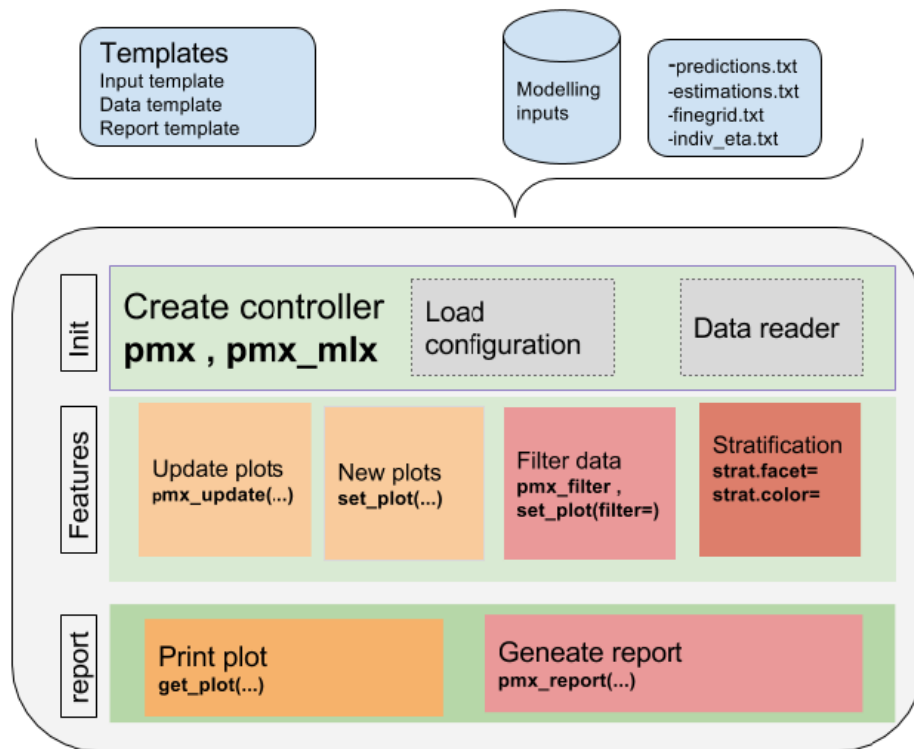 Templates
Input template
Data template
Report template
Modelling
inputs
-predictions.txt
-estimations.txt
-finegrid.txt
-indiv_eta.txt
Init
Create controller
pmx , pmx_mlx
Load
configuration
Data reader
Features
Update plots
pmx_update(...)
New plots
set_plot(...)
Filter data
pmx_filter ,
set_plot(filter=)
Stratification
strat.facet=
strat.color=
report
Print plot
get_plot(...)
Geneate report
pmx_report(...)